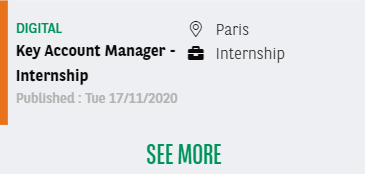 DIGITAL
Key Account Manager -
Internship
Published : Tue 17/11/2020
Paris
Internship
SEE MORE